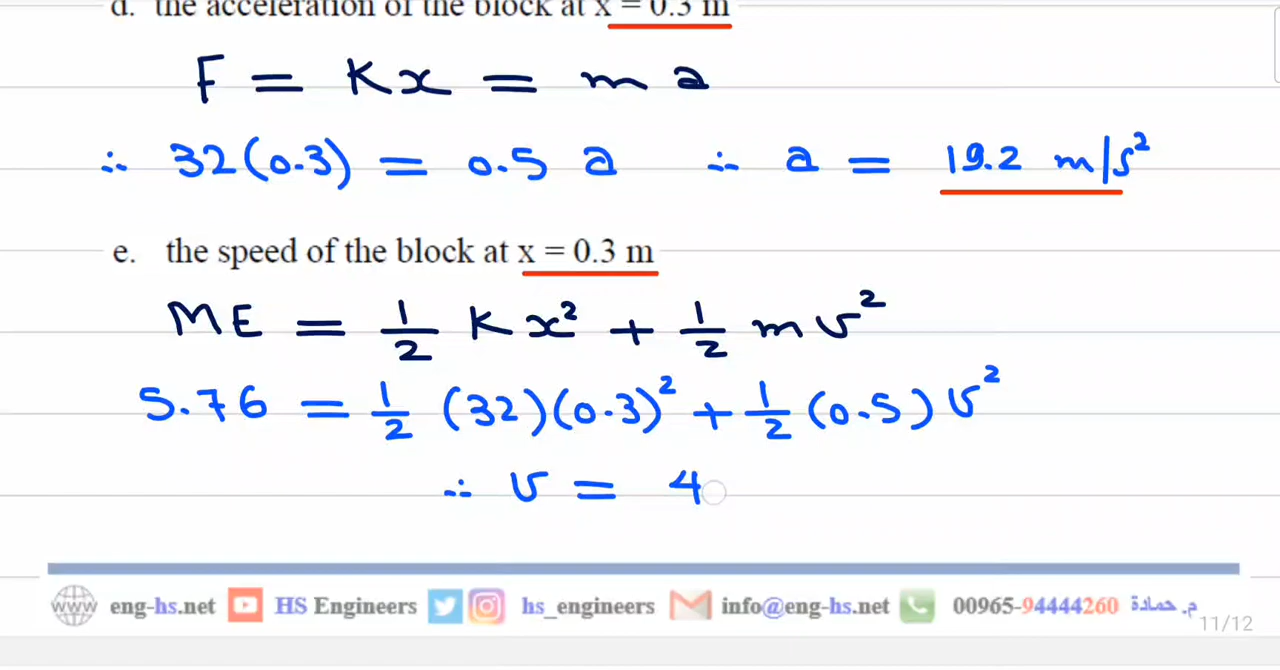 d. the acceleration of the block at x = 0.3 m
F = Kx = ma
∴ 32(0.3) = 0.5 a ∴ a = 19.2 m/s²
e. the speed of the block at x = 0.3 m
ME = 1/2 K x² + 1/2 m v²
5.76 = 1/2 (32)(0.3)² + 1/2 (0.5) v²
∴ v = 4
www eng-hs.net HS Engineers hs_engineers info@eng-hs.net 00965-94444260 م. حمادة
11/12